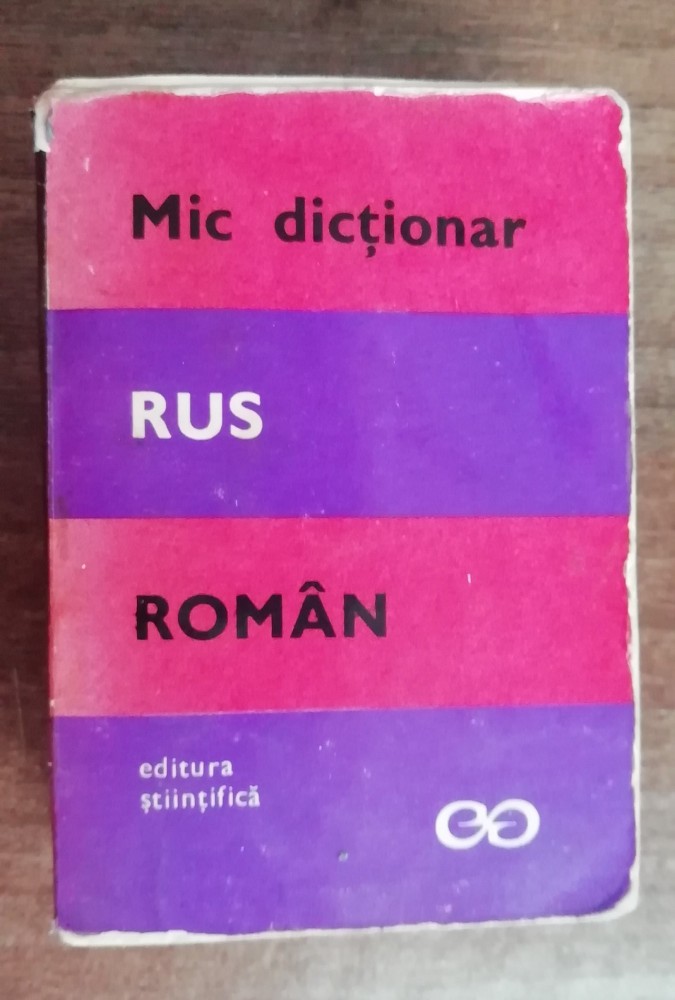 Mic dicționar
RUS
ROMÂN
editura
științifică